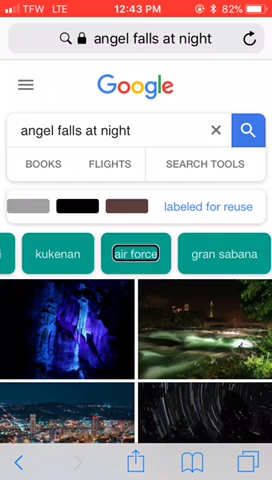 TFW LTE 12:43 PM 82%
angel falls at night
Google
angel falls at night
BOOKS FLIGHTS SEARCH TOOLS
labeled for reuse
i kukenan air force gran sabana